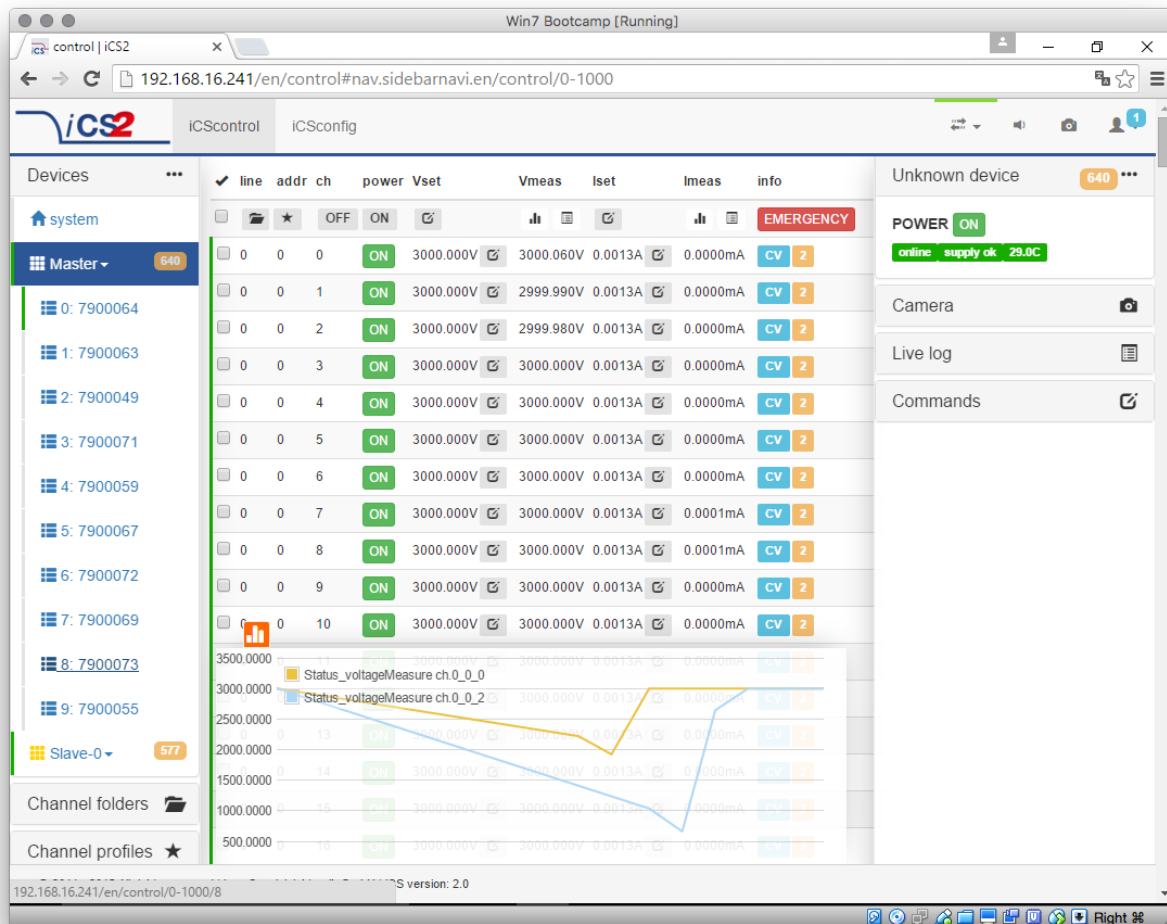 Win7 Bootcamp [Running]
control | iCS2
192.168.16.241/en/control#nav.sidebarnavi.en/control/0-1000
iCS2 iCScontrol iCSconfig 1
Devices
system
Master 640
0: 7900064
1: 7900063
2: 7900049
3: 7900071
4: 7900059
5: 7900067
6: 7900072
7: 7900069
8: 7900073
9: 7900055
Slave-0 577
Channel folders
Channel profiles
line addr ch power Vset Vmeas Iset Imeas info
OFF ON EMERGENCY
0 0 0 ON 3000.000V 3000.060V 0.0013A 0.0000mA CV 2
0 0 1 ON 3000.000V 2999.990V 0.0013A 0.0000mA CV 2
0 0 2 ON 3000.000V 2999.980V 0.0013A 0.0000mA CV 2
0 0 3 ON 3000.000V 3000.000V 0.0013A 0.0000mA CV 2
0 0 4 ON 3000.000V 3000.000V 0.0013A 0.0000mA CV 2
0 0 5 ON 3000.000V 3000.000V 0.0013A 0.0000mA CV 2
0 0 6 ON 3000.000V 3000.000V 0.0013A 0.0000mA CV 2
0 0 7 ON 3000.000V 3000.000V 0.0013A 0.0001mA CV 2
0 0 8 ON 3000.000V 3000.000V 0.0013A 0.0001mA CV 2
0 0 9 ON 3000.000V 3000.000V 0.0013A 0.0000mA CV 2
0 0 10 ON 3000.000V 3000.000V 0.0013A 0.0000mA CV 2
3500.0000
Status_voltageMeasure ch.0_0_0
3000.0000
Status_voltageMeasure ch.0_0_2
2500.0000
2000.0000
1500.0000
1000.0000
500.0000
Unknown device 640
POWER ON
online supply ok 29.0C
Camera
Live log
Commands
version: 2.0
192.168.16.241/en/control/0-1000/8
Right ⌘